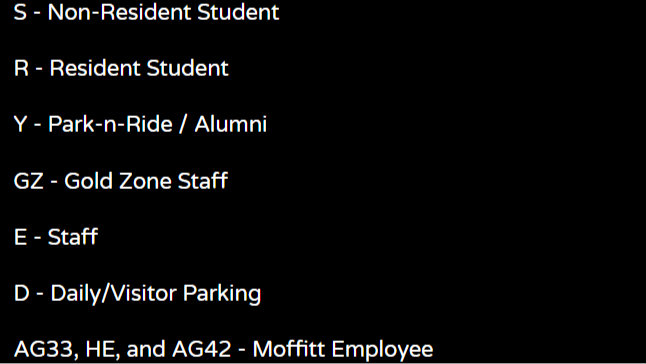 S - Non-Resident Student
R - Resident Student
Y - Park-n-Ride / Alumni
GZ - Gold Zone Staff
E - Staff
D - Daily/Visitor Parking
AG33, HE, and AG42 - Moffitt Employee